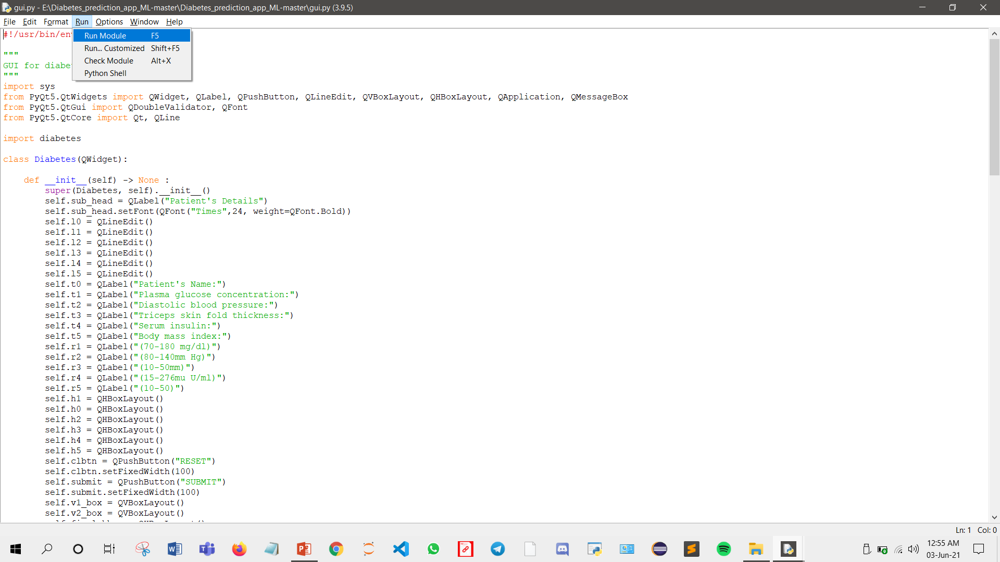 gui.py - E:\Diabetes_prediction_app_ML-master\Diabetes_prediction_app_ML-master\gui.py (3.9.5)
File Edit Format Run Options Window Help
#!/usr/bin/en
Run Module F5
Run... Customized Shift+F5
Check Module Alt+X
Python Shell
"""
GUI for diabe
"""
import sys
from PyQt5.QtWidgets import QWidget, QLabel, QPushButton, QLineEdit, QVBoxLayout, QHBoxLayout, QApplication, QMessageBox
from PyQt5.QtGui import QDoubleValidator, QFont
from PyQt5.QtCore import Qt, QLine
import diabetes
class Diabetes(QWidget):
def __init__(self) -> None :
super(Diabetes, self).__init__()
self.sub_head = QLabel("Patient's Details")
self.sub_head.setFont(QFont("Times",24, weight=QFont.Bold))
self.l0 = QLineEdit()
self.l1 = QLineEdit()
self.l2 = QLineEdit()
self.l3 = QLineEdit()
self.l4 = QLineEdit()
self.l5 = QLineEdit()
self.t0 = QLabel("Patient's Name:")
self.t1 = QLabel("Plasma glucose concentration:")
self.t2 = QLabel("Diastolic blood pressure:")
self.t3 = QLabel("Triceps skin fold thickness:")
self.t4 = QLabel("Serum insulin:")
self.t5 = QLabel("Body mass index:")
self.r1 = QLabel("(70-180 mg/dl)")
self.r2 = QLabel("(80-140mm Hg)")
self.r3 = QLabel("(10-50mm)")
self.r4 = QLabel("(15-276mu U/ml)")
self.r5 = QLabel("(10-50)")
self.h1 = QHBoxLayout()
self.h0 = QHBoxLayout()
self.h2 = QHBoxLayout()
self.h3 = QHBoxLayout()
self.h4 = QHBoxLayout()
self.h5 = QHBoxLayout()
self.clbtn = QPushButton("RESET")
self.clbtn.setFixedWidth(100)
self.submit = QPushButton("SUBMIT")
self.submit.setFixedWidth(100)
self.v1_box = QVBoxLayout()
self.v2_box = QVBoxLayout()
Ln: 1 Col: 0
12:55 AM
03-Jun-21